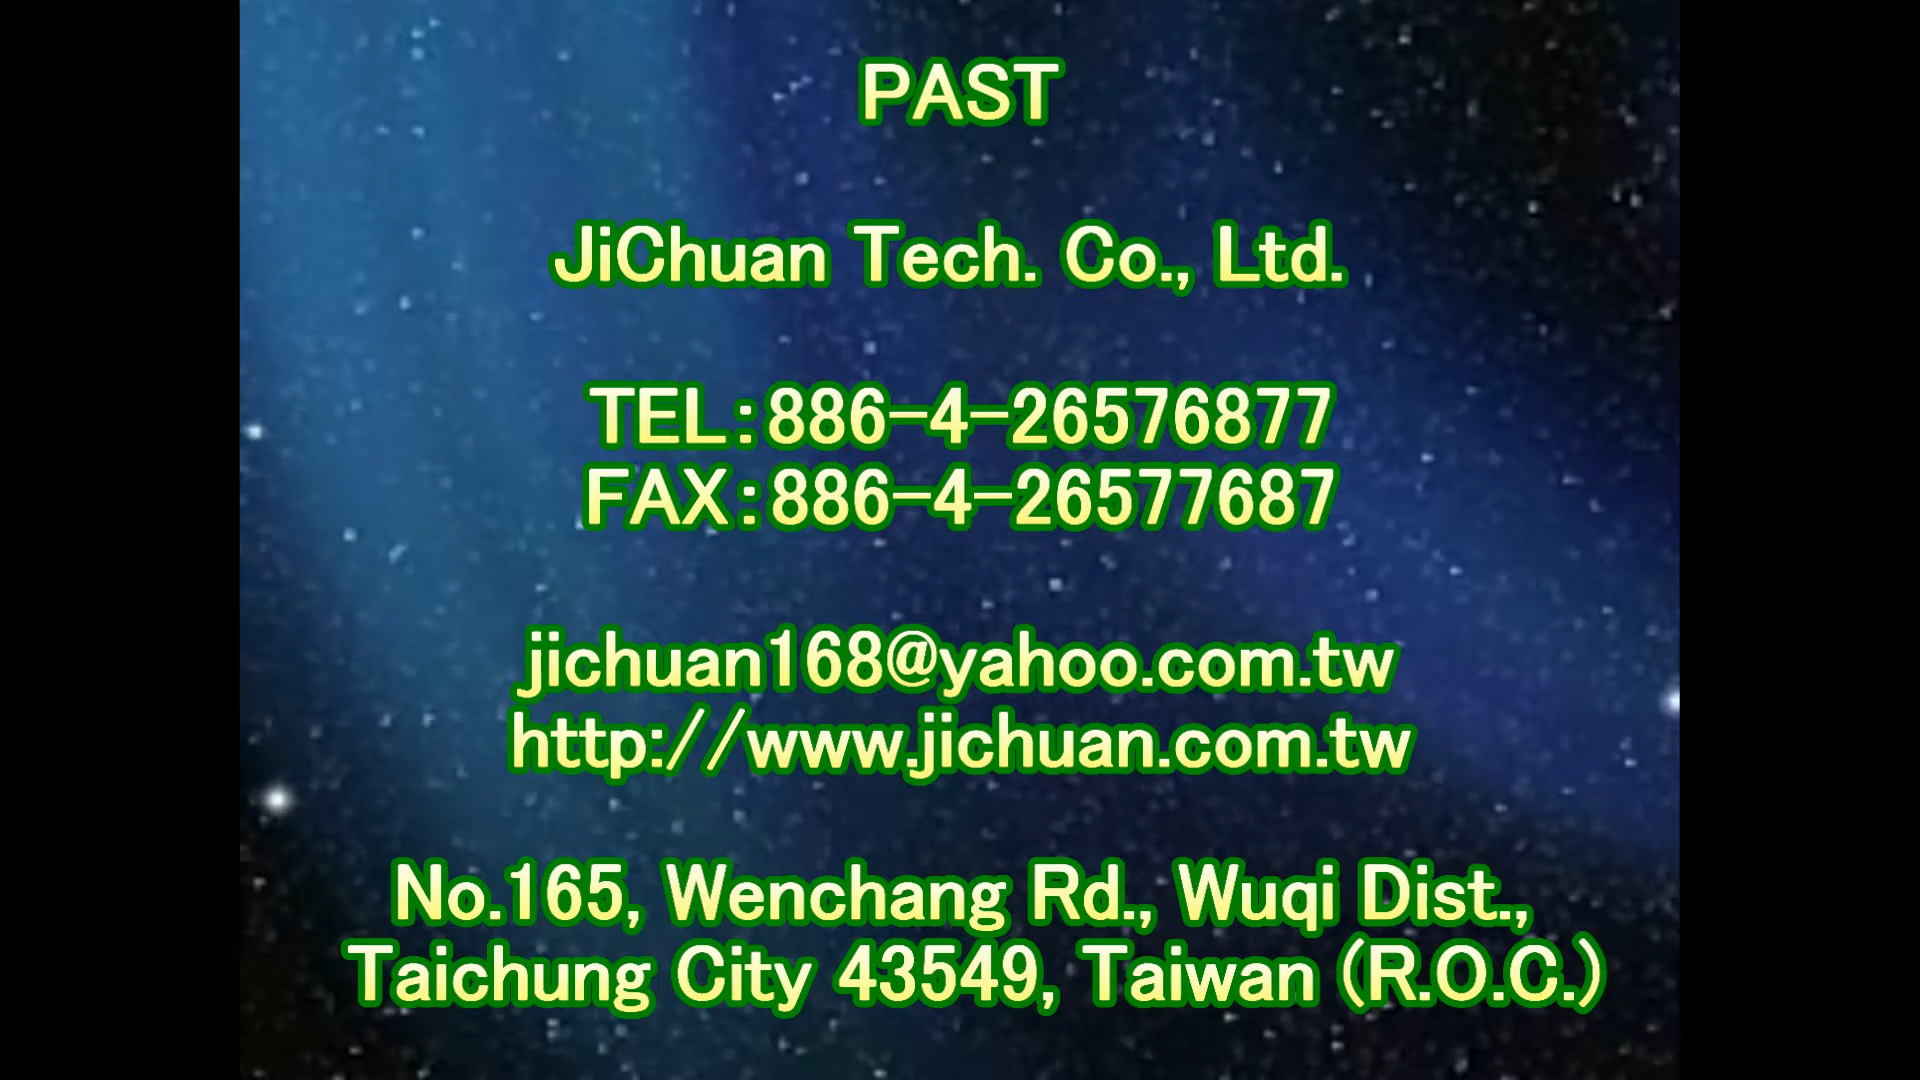 PAST
JiChuan Tech. Co., Ltd.
TEL:886-4-26576877
FAX:886-4-26577687
jichuan168@yahoo.com.tw
http://www.jichuan.com.tw
No.165, Wenchang Rd., Wuqi Dist.,
Taichung City 43549, Taiwan (R.O.C.)